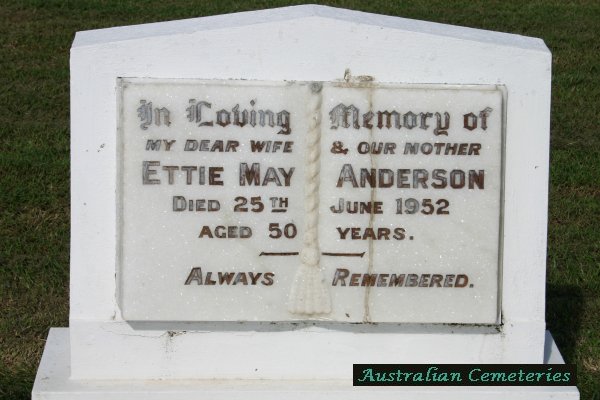 In Loving Memory of
MY DEAR WIFE & OUR MOTHER
ETTIE MAY ANDERSON
DIED 25TH JUNE 1952
AGED 50 YEARS.
ALWAYS REMEMBERED.
Australian Cemeteries